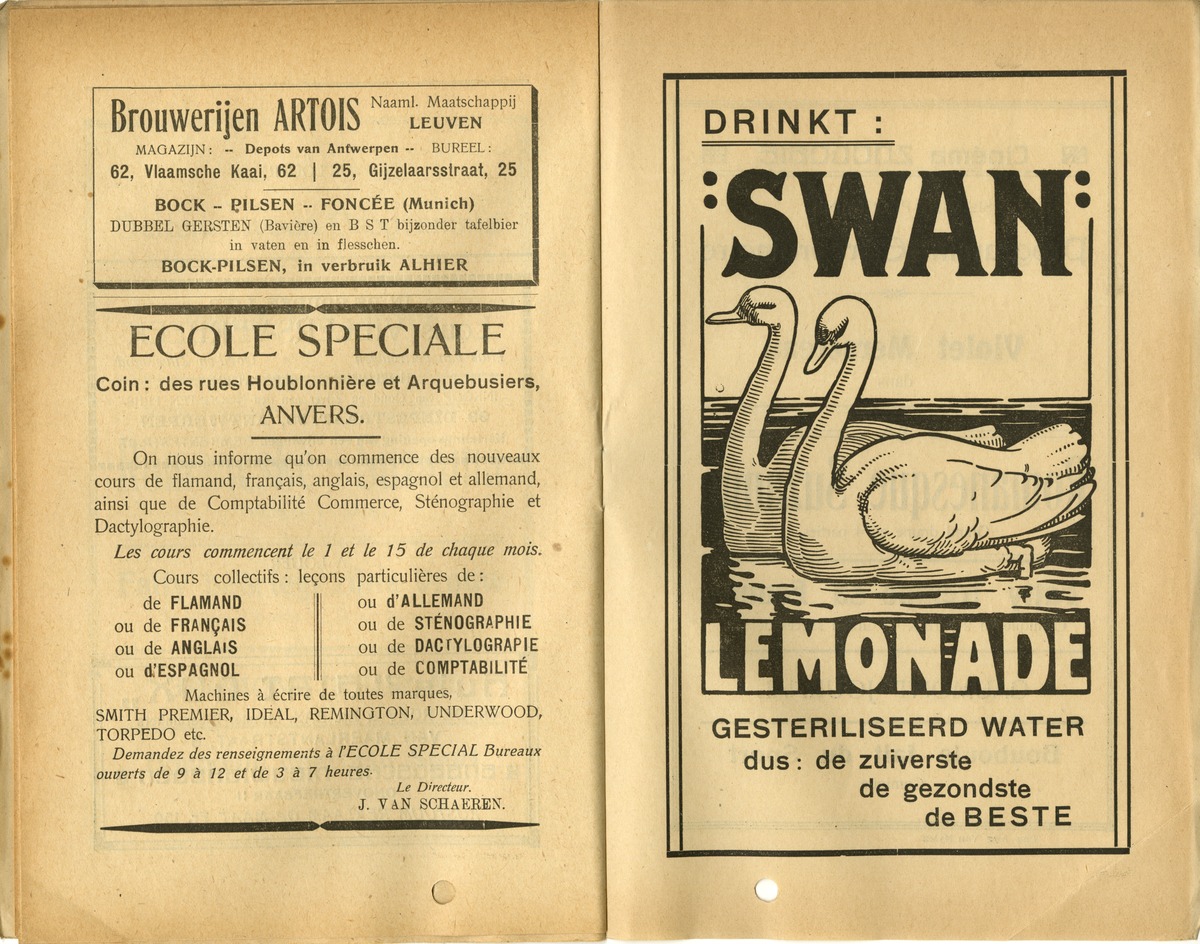 Brouwerijen ARTOIS Naaml. Maatschappij
LEUVEN
MAGAZIJN: -- Depots van Antwerpen -- BUREEL:
62, Vlaamsche Kaai, 62 | 25, Gijzelaarsstraat, 25
BOCK -- PILSEN -- FONCÉE (Munich)
DUBBEL GERSTEN (Bavière) en B S T bijzonder tafelbier
in vaten en in flesschen.
BOCK-PILSEN, in verbruik ALHIER
ECOLE SPECIALE
Coin: des rues Houblonnière et Arquebusiers,
ANVERS.
On nous informe qu'on commence des nouveaux
cours de flamand, français, anglais, espagnol et allemand,
ainsi que de Comptabilité Commerce, Sténographie et
Dactylographie.
Les cours commencent le 1 et le 15 de chaque mois.
Cours collectifs: leçons particulières de:
de FLAMAND
ou de FRANÇAIS
ou de ANGLAIS
ou d'ESPAGNOL
ou d'ALLEMAND
ou de STÉNOGRAPHIE
ou de DACTYLOGRAPIE
ou de COMPTABILITÉ
Machines à écrire de toutes marques,
SMITH PREMIER, IDEAL, REMINGTON, UNDERWOOD,
TORPEDO etc.
Demandez des renseignements à l'ECOLE SPECIAL Bureaux
ouverts de 9 à 12 et de 3 à 7 heures.
Le Directeur.
J. VAN SCHAEREN.
DRINKT:
:SWAN:
LEMONADE
GESTERILISEERD WATER
dus: de zuiverste
de gezondste
de BESTE